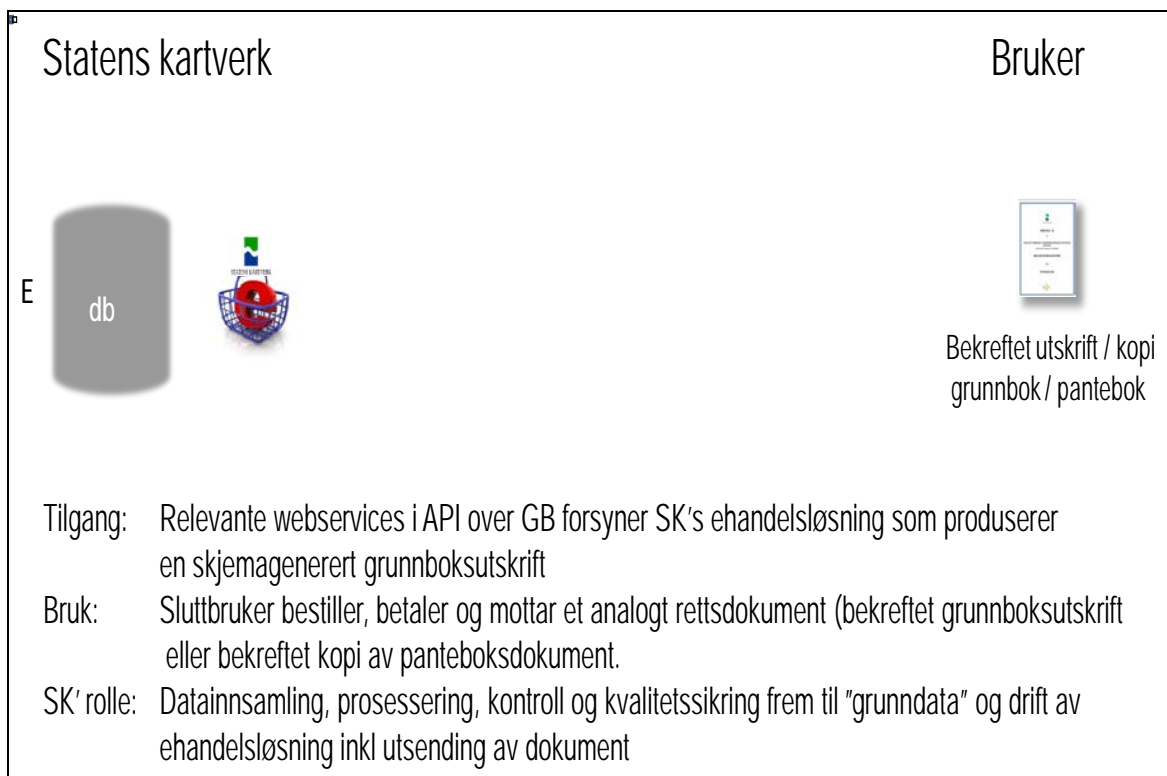 Statens kartverk
Bruker
E
db
STATENS KARTVERK
Bekreftet utskrift / kopi
grunnbok / pantebok
Tilgang: Relevante webservices i API over GB forsyner SK's ehandelsløsning som produserer
en skjemagenerert grunnboksutskrift
Bruk: Sluttbruker bestiller, betaler og mottar et analogt rettsdokument (bekreftet grunnboksutskrift
eller bekreftet kopi av panteboksdokument.
SK' rolle: Datainnsamling, prosessering, kontroll og kvalitetssikring frem til "grunndata" og drift av
ehandelsløsning inkl utsending av dokument